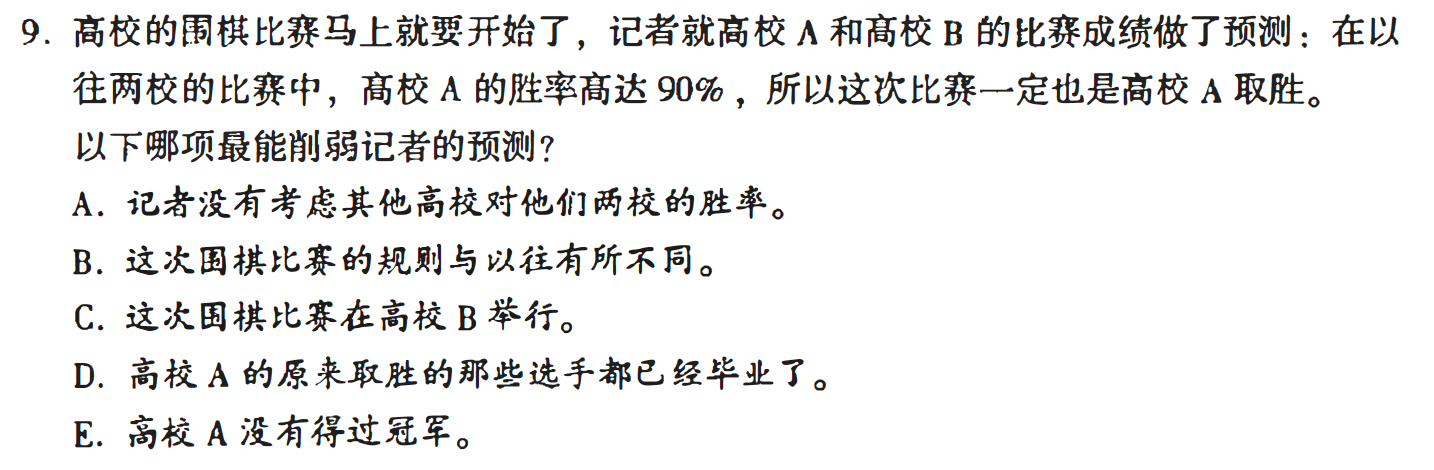 9. 高校的围棋比赛马上就要开始了，记者就高校 A 和高校 B 的比赛成绩做了预测：在以
往两校的比赛中，高校 A 的胜率高达 90%，所以这次比赛一定也是高校 A 取胜。
以下哪项最能削弱记者的预测?
A. 记者没有考虑其他高校对他们两校的胜率。
B. 这次围棋比赛的规则与以往有所不同。
C. 这次围棋比赛在高校 B 举行。
D. 高校 A 的原来取胜的那些选手都已经毕业了。
E. 高校 A 没有得过冠军。